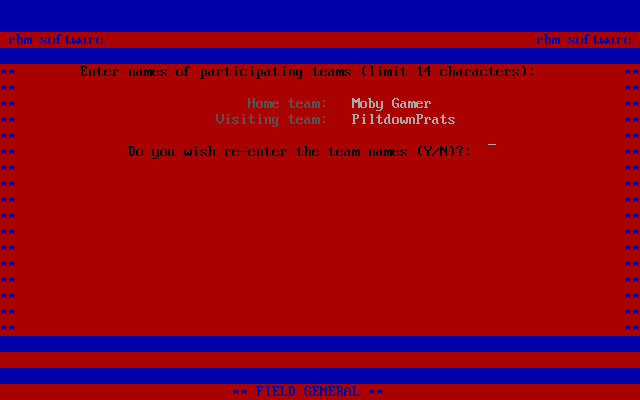 rbm software rbm software
** Enter names of participating teams (limit 14 characters): **
** **
** Home team: Moby Gamer **
** Visiting team: PiltdownPrats **
** **
** Do you wish re-enter the team names (Y/N)?: _ **
** **
** **
** **
** **
** **
** **
** **
** **
** **
** **
** **
** FIELD GENERAL **